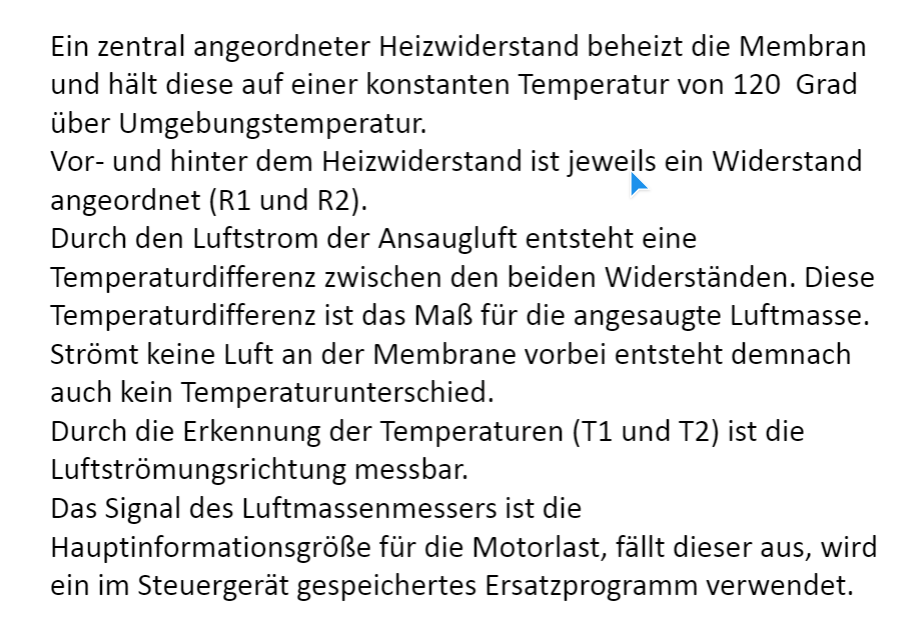 Ein zentral angeordneter Heizwiderstand beheizt die Membran
und hält diese auf einer konstanten Temperatur von 120  Grad
über Umgebungstemperatur.
Vor- und hinter dem Heizwiderstand ist jeweils ein Widerstand
angeordnet (R1 und R2).
Durch den Luftstrom der Ansaugluft entsteht eine
Temperaturdifferenz zwischen den beiden Widerständen. Diese
Temperaturdifferenz ist das Maß für die angesaugte Luftmasse.
Strömt keine Luft an der Membrane vorbei entsteht demnach
auch kein Temperaturunterschied.
Durch die Erkennung der Temperaturen (T1 und T2) ist die
Luftströmungsrichtung messbar.
Das Signal des Luftmassenmessers ist die
Hauptinformationsgröße für die Motorlast, fällt dieser aus, wird
ein im Steuergerät gespeichertes Ersatzprogramm verwendet.